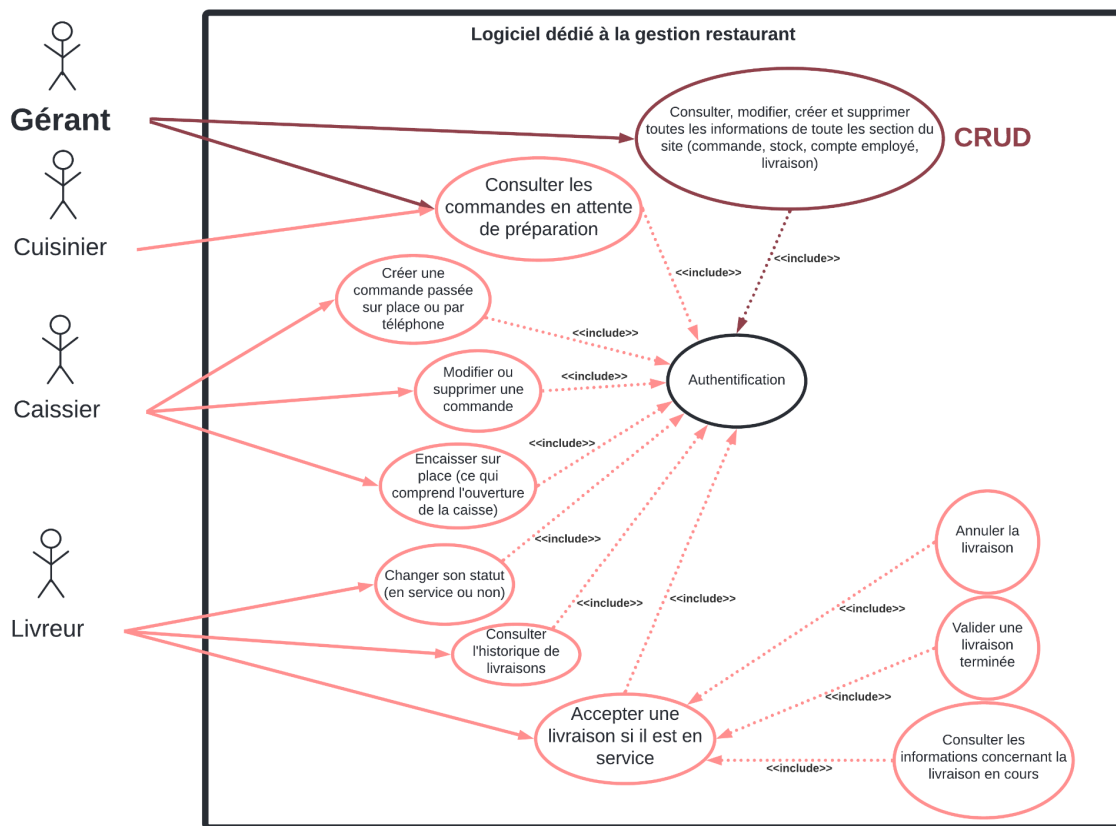 Logiciel dédié à la gestion restaurant
Gérant
Consulter, modifier, créer et supprimer
toutes les informations de toute les section du
site (commande, stock, compte employé,
livraison)
CRUD
Cuisinier
Consulter les
commandes en attente
de préparation
<<include>>
<<include>>
Créer une
commande passée
sur place ou par
téléphone
<<include>>
Caissier
Modifier ou
supprimer une
commande
<<include>>
Authentification
Encaisser sur
place (ce qui
comprend l'ouverture
de la caisse)
<<include>>
Livreur
Changer son statut
(en service ou non)
<<include>>
Consulter
l'historique de
livraisons
<<include>>
Accepter une
livraison si il est en
service
<<include>>
Annuler la
livraison
<<include>>
Valider une
livraison
terminée
<<include>>
Consulter les
informations concernant la
livraison en cours
<<include>>